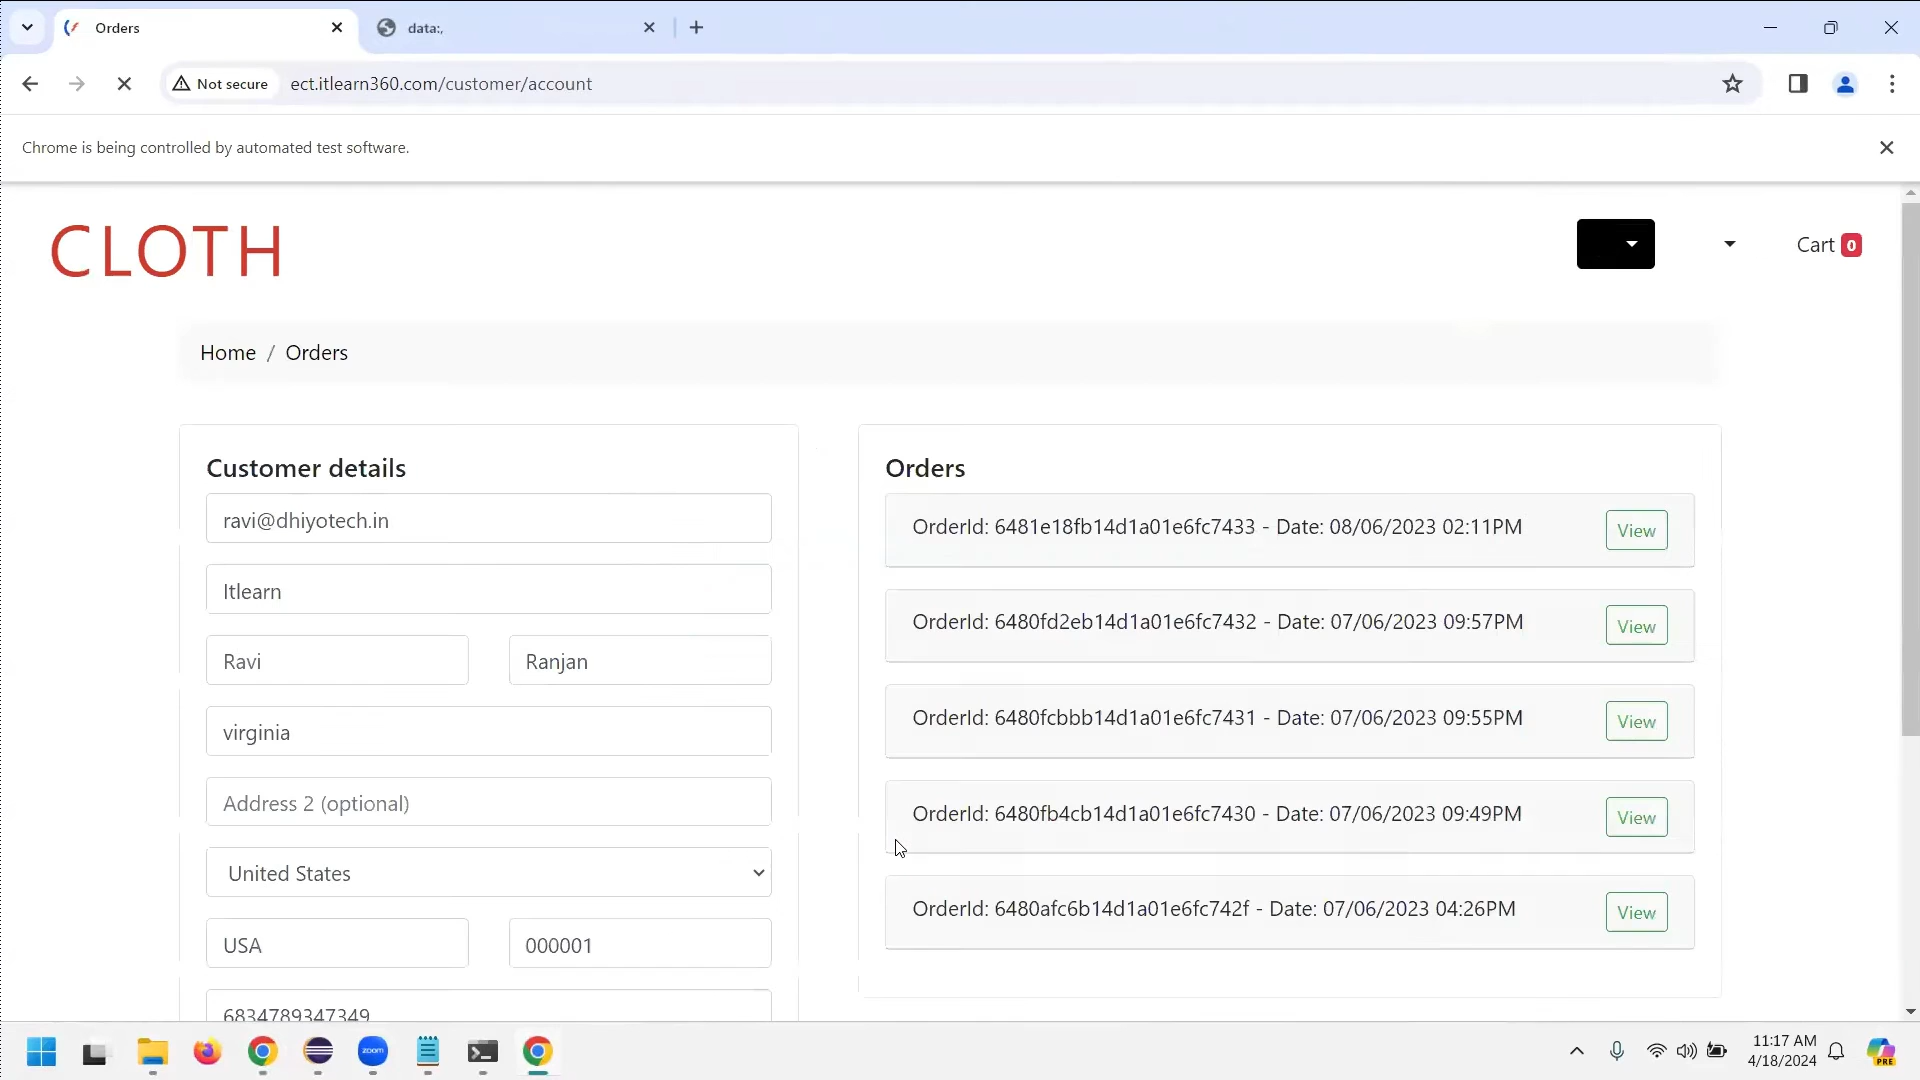 Orders
data:,
Not secure
ect.itlearn360.com/customer/account
Chrome is being controlled by automated test software.
CLOTH
Cart 0
Home / Orders
Customer details
ravi@dhiyotech.in
Itlearn
Ravi
Ranjan
virginia
Address 2 (optional)
United States
USA
000001
6834789347349
Orders
OrderId: 6481e18fb14d1a01e6fc7433 - Date: 08/06/2023 02:11PM
View
OrderId: 6480fd2eb14d1a01e6fc7432 - Date: 07/06/2023 09:57PM
View
OrderId: 6480fcbbb14d1a01e6fc7431 - Date: 07/06/2023 09:55PM
View
OrderId: 6480fb4cb14d1a01e6fc7430 - Date: 07/06/2023 09:49PM
View
OrderId: 6480afc6b14d1a01e6fc742f - Date: 07/06/2023 04:26PM
View
zoom
11:17 AM
4/18/2024
PRE